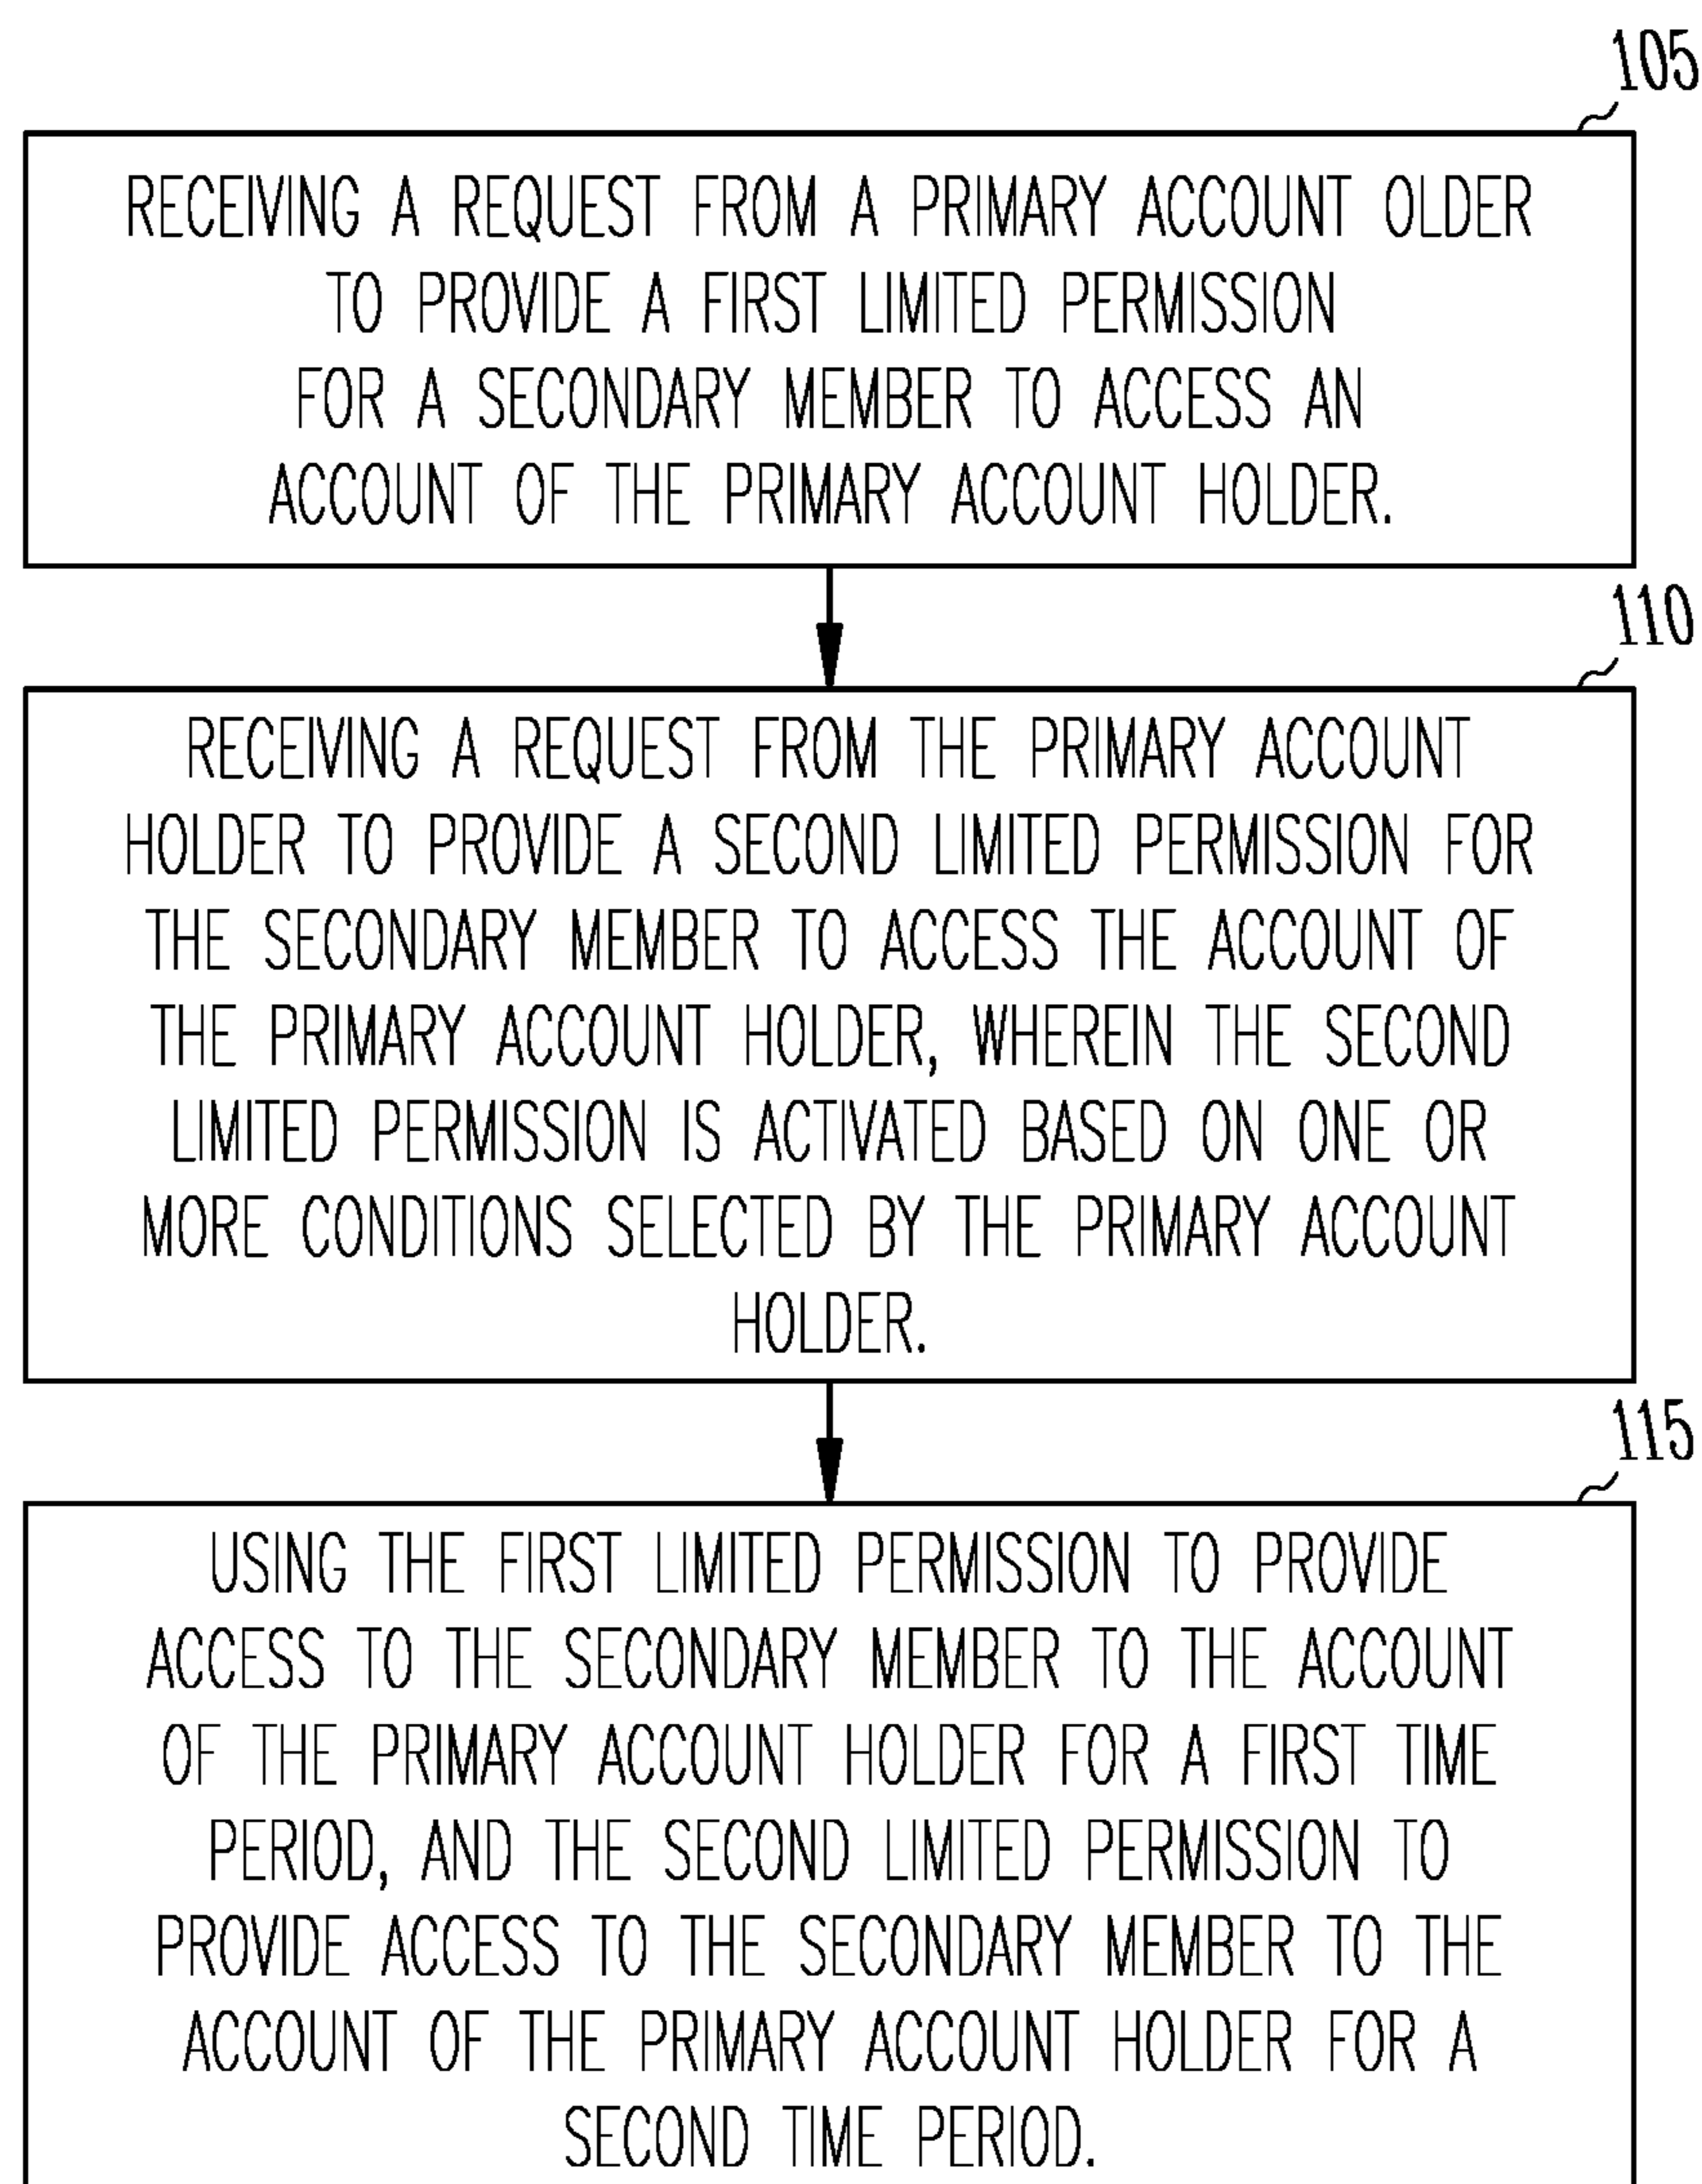 105
RECEIVING A REQUEST FROM A PRIMARY ACCOUNT OLDER
TO PROVIDE A FIRST LIMITED PERMISSION
FOR A SECONDARY MEMBER TO ACCESS AN
ACCOUNT OF THE PRIMARY ACCOUNT HOLDER.
110
RECEIVING A REQUEST FROM THE PRIMARY ACCOUNT
HOLDER TO PROVIDE A SECOND LIMITED PERMISSION FOR
THE SECONDARY MEMBER TO ACCESS THE ACCOUNT OF
THE PRIMARY ACCOUNT HOLDER, WHEREIN THE SECOND
LIMITED PERMISSION IS ACTIVATED BASED ON ONE OR
MORE CONDITIONS SELECTED BY THE PRIMARY ACCOUNT
HOLDER.
115
USING THE FIRST LIMITED PERMISSION TO PROVIDE
ACCESS TO THE SECONDARY MEMBER TO THE ACCOUNT
OF THE PRIMARY ACCOUNT HOLDER FOR A FIRST TIME
PERIOD, AND THE SECOND LIMITED PERMISSION TO
PROVIDE ACCESS TO THE SECONDARY MEMBER TO THE
ACCOUNT OF THE PRIMARY ACCOUNT HOLDER FOR A
SECOND TIME PERIOD.